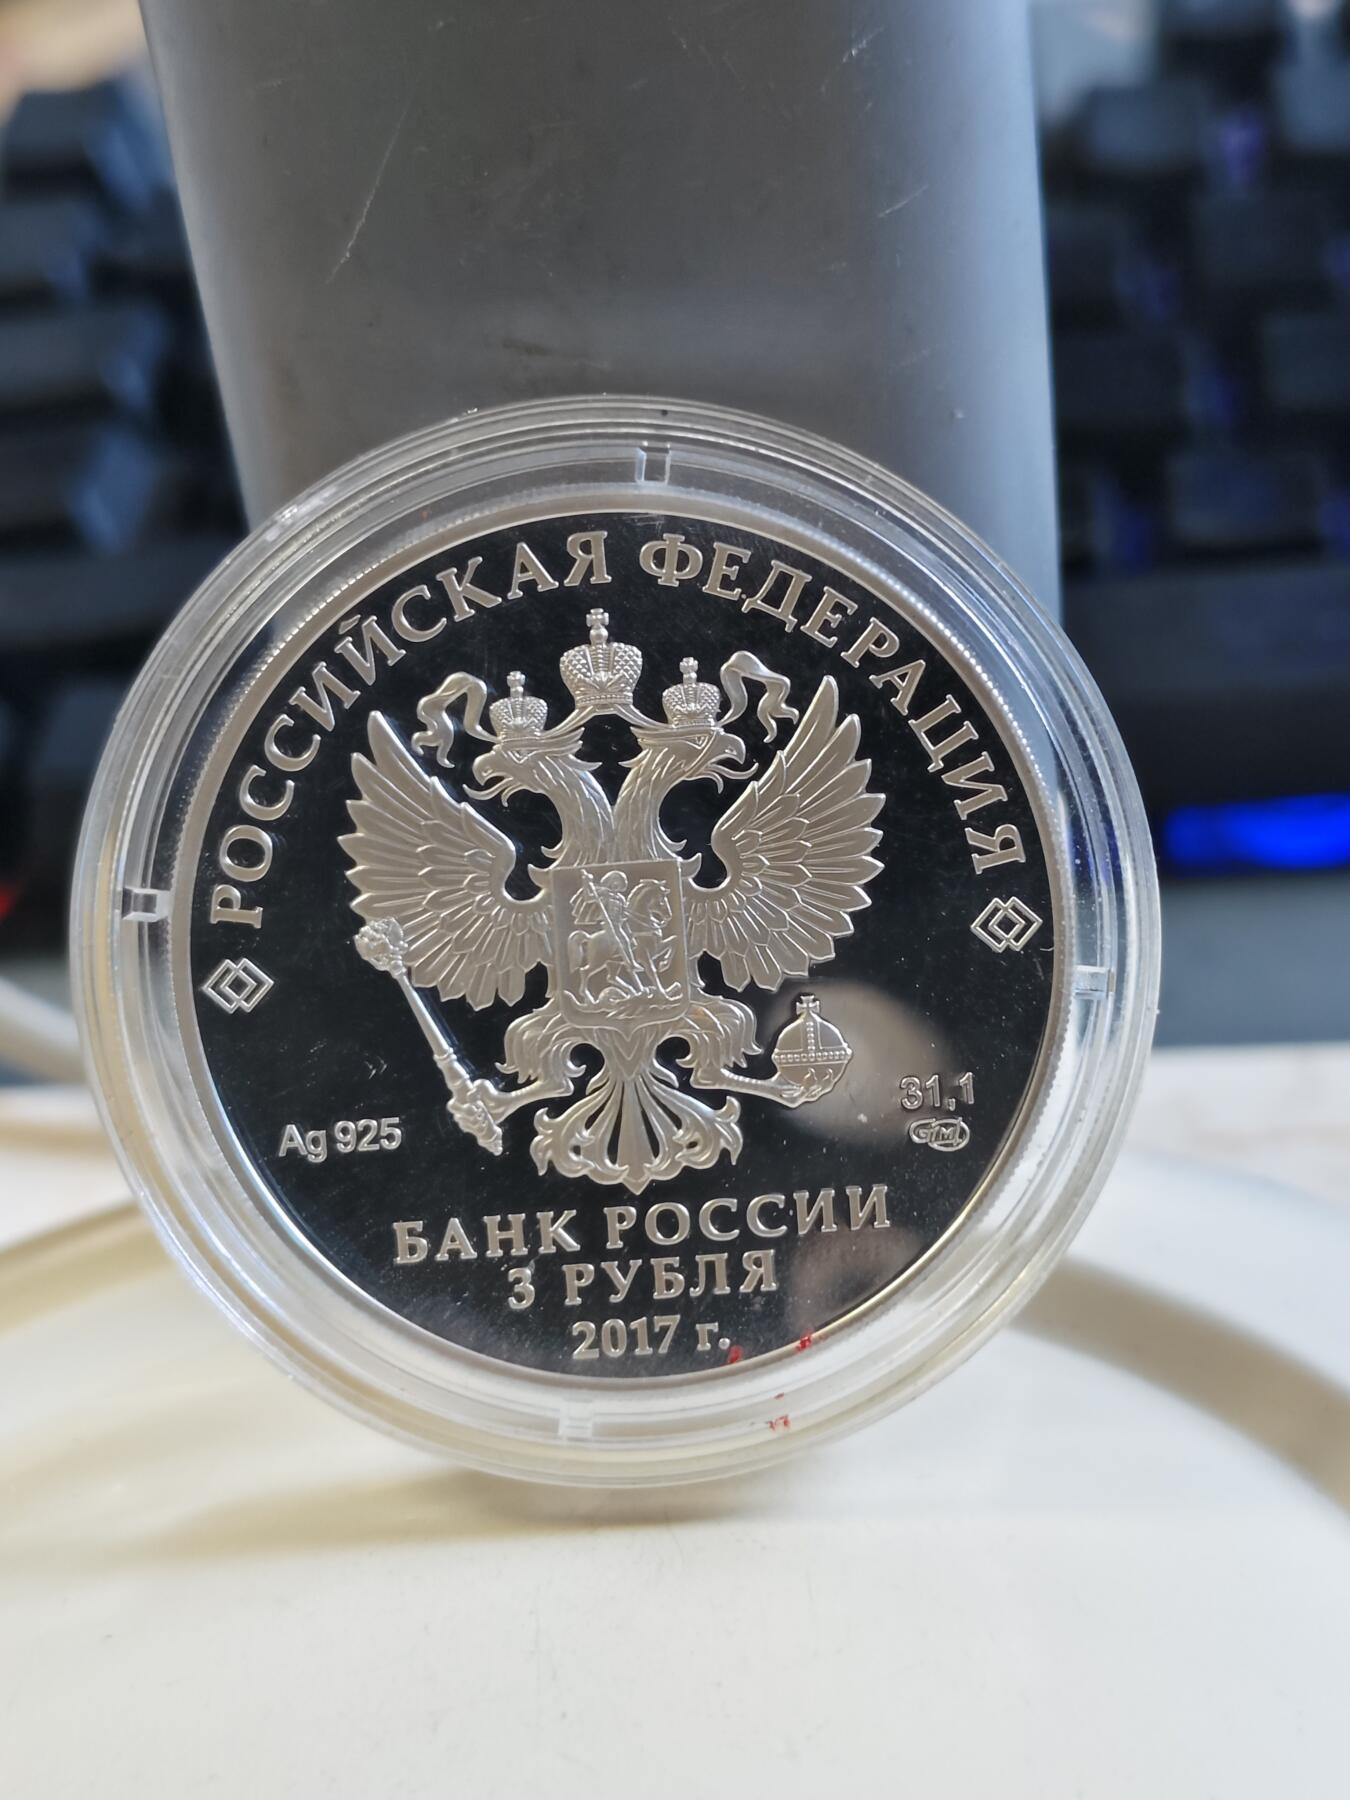 РОССИЙСКАЯ ФЕДЕРАЦИЯ
Ag 925
31,1
СПМД
БАНК РОССИИ
3 РУБЛЯ
2017 г.